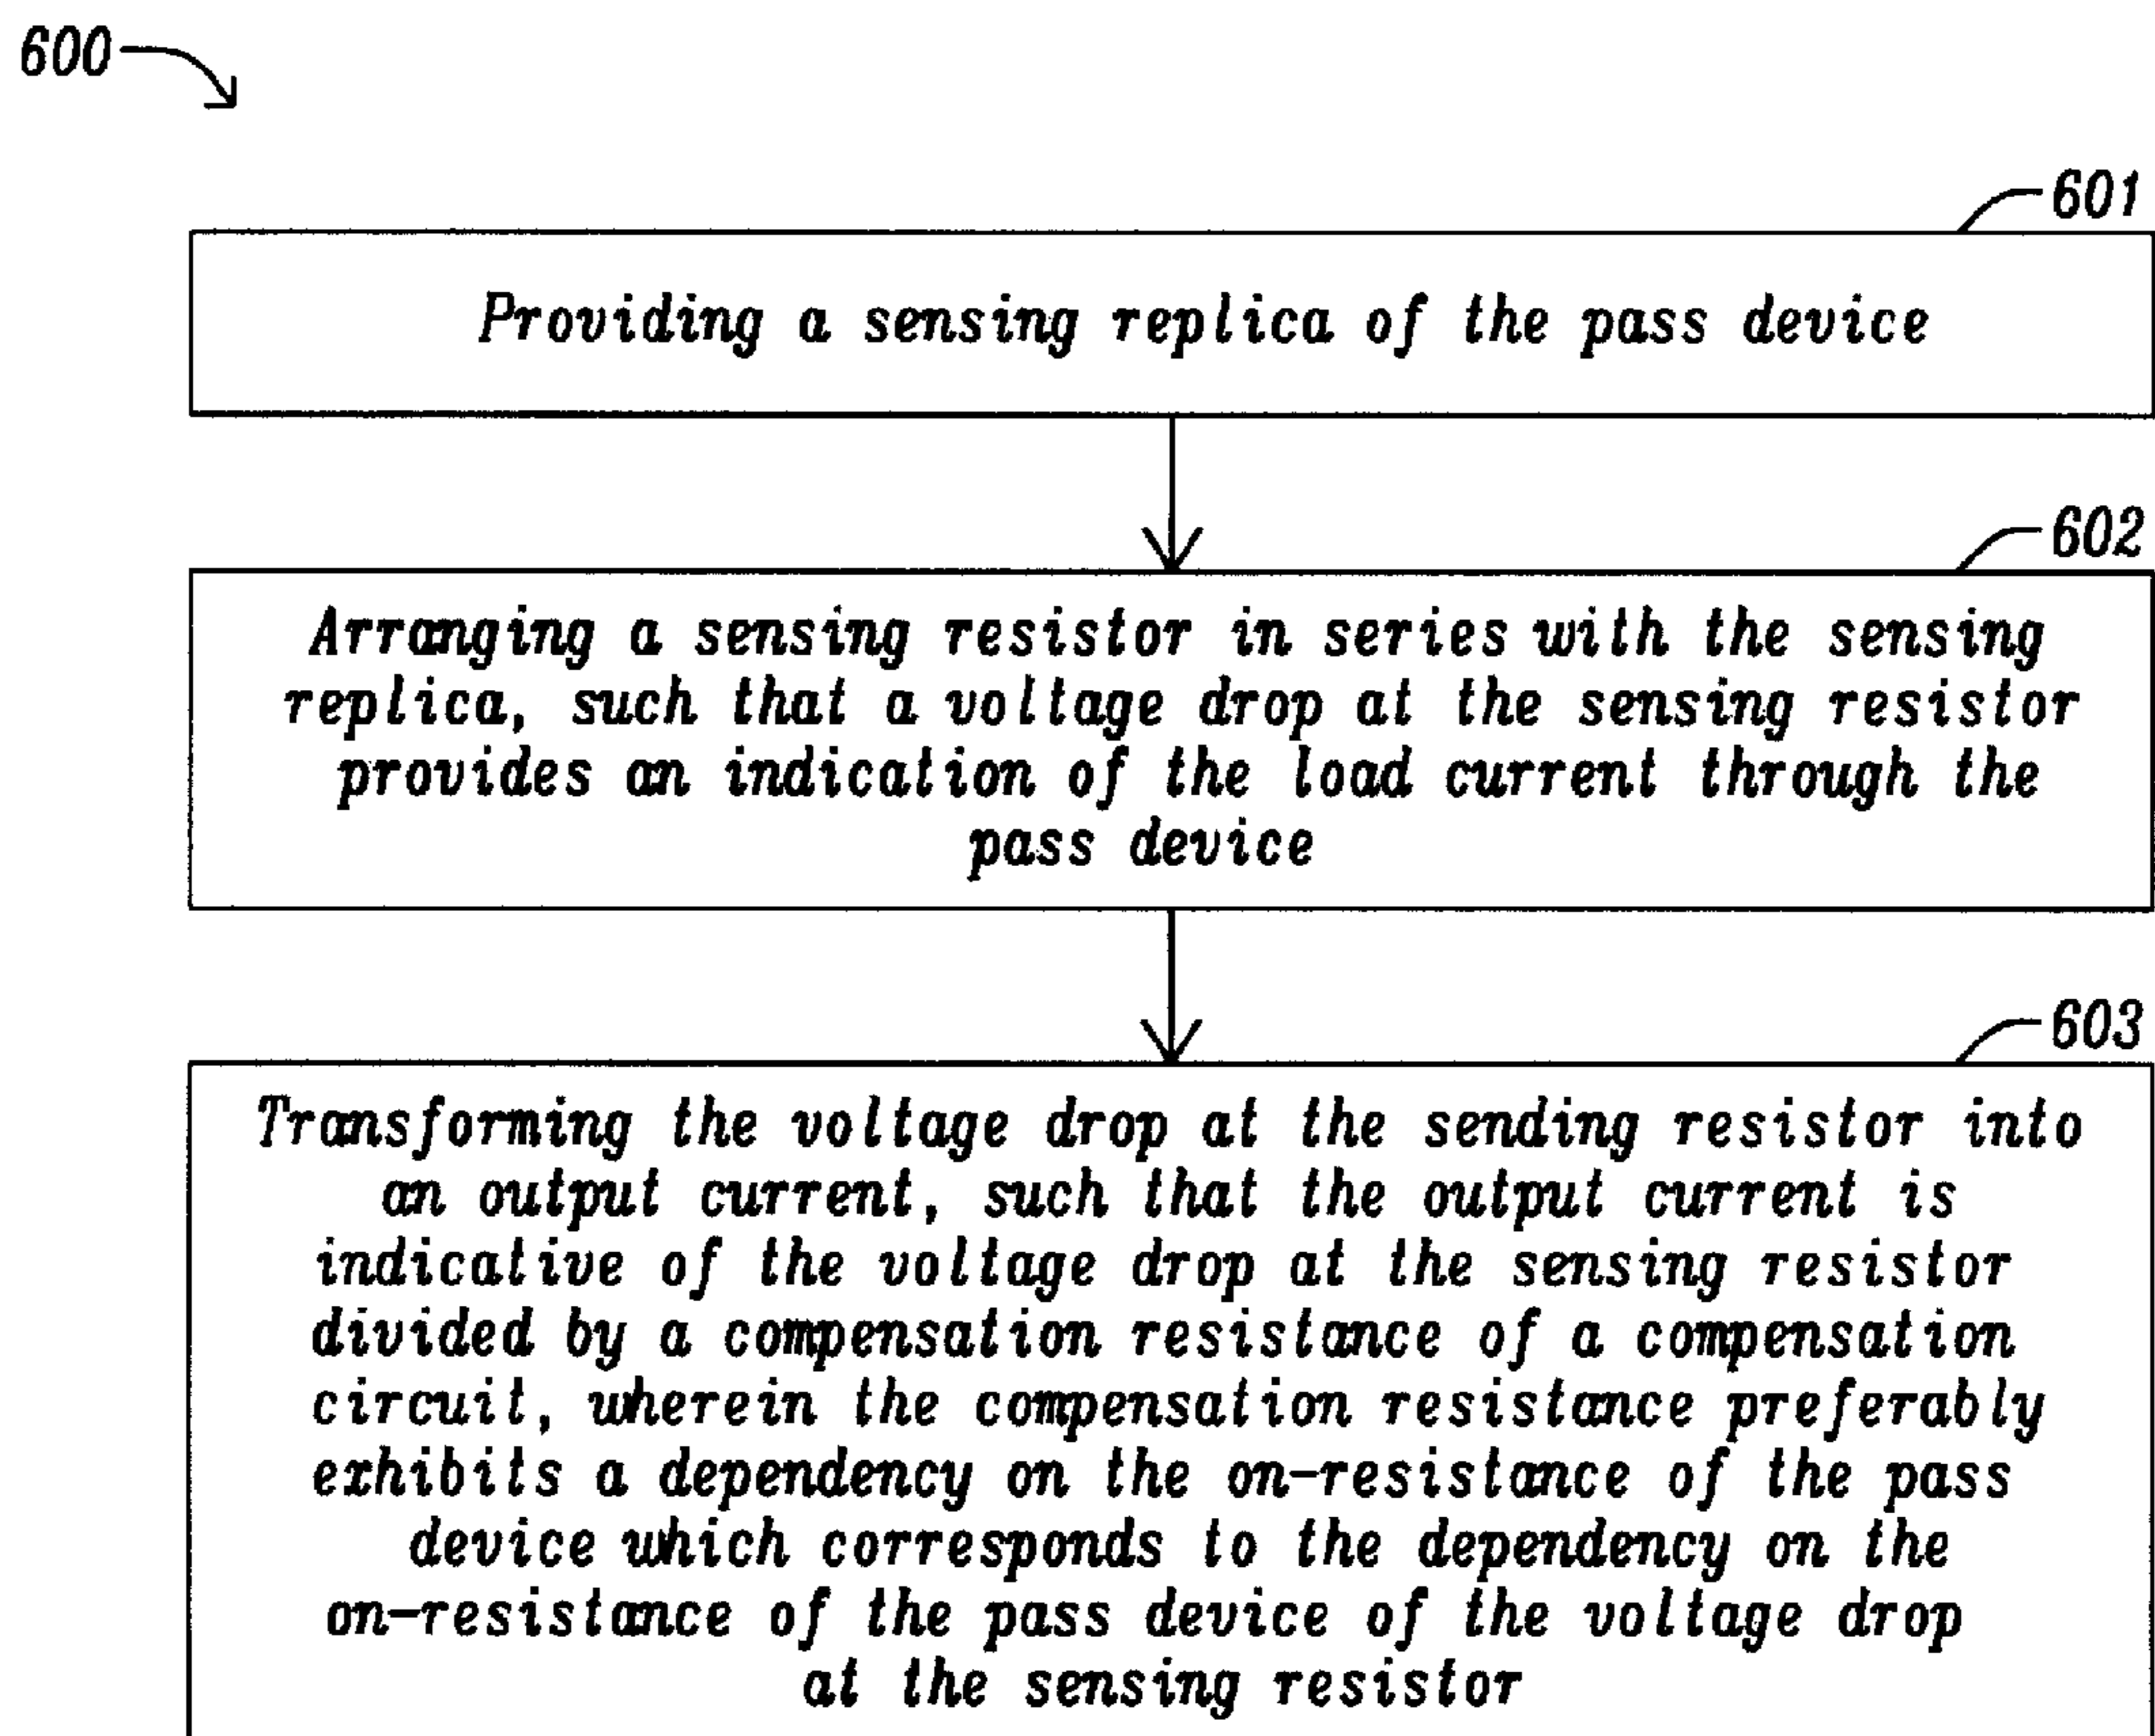 600
601
Providing a sensing replica of the pass device
602
Arranging a sensing resistor in series with the sensing
replica, such that a voltage drop at the sensing resistor
provides an indication of the load current through the
pass device
603
Transforming the voltage drop at the sending resistor into
an output current, such that the output current is
indicative of the voltage drop at the sensing resistor
divided by a compensation resistance of a compensation
circuit, wherein the compensation resistance preferably
exhibits a dependency on the on-resistance of the pass
device which corresponds to the dependency on the
on-resistance of the pass device of the voltage drop
at the sensing resistor